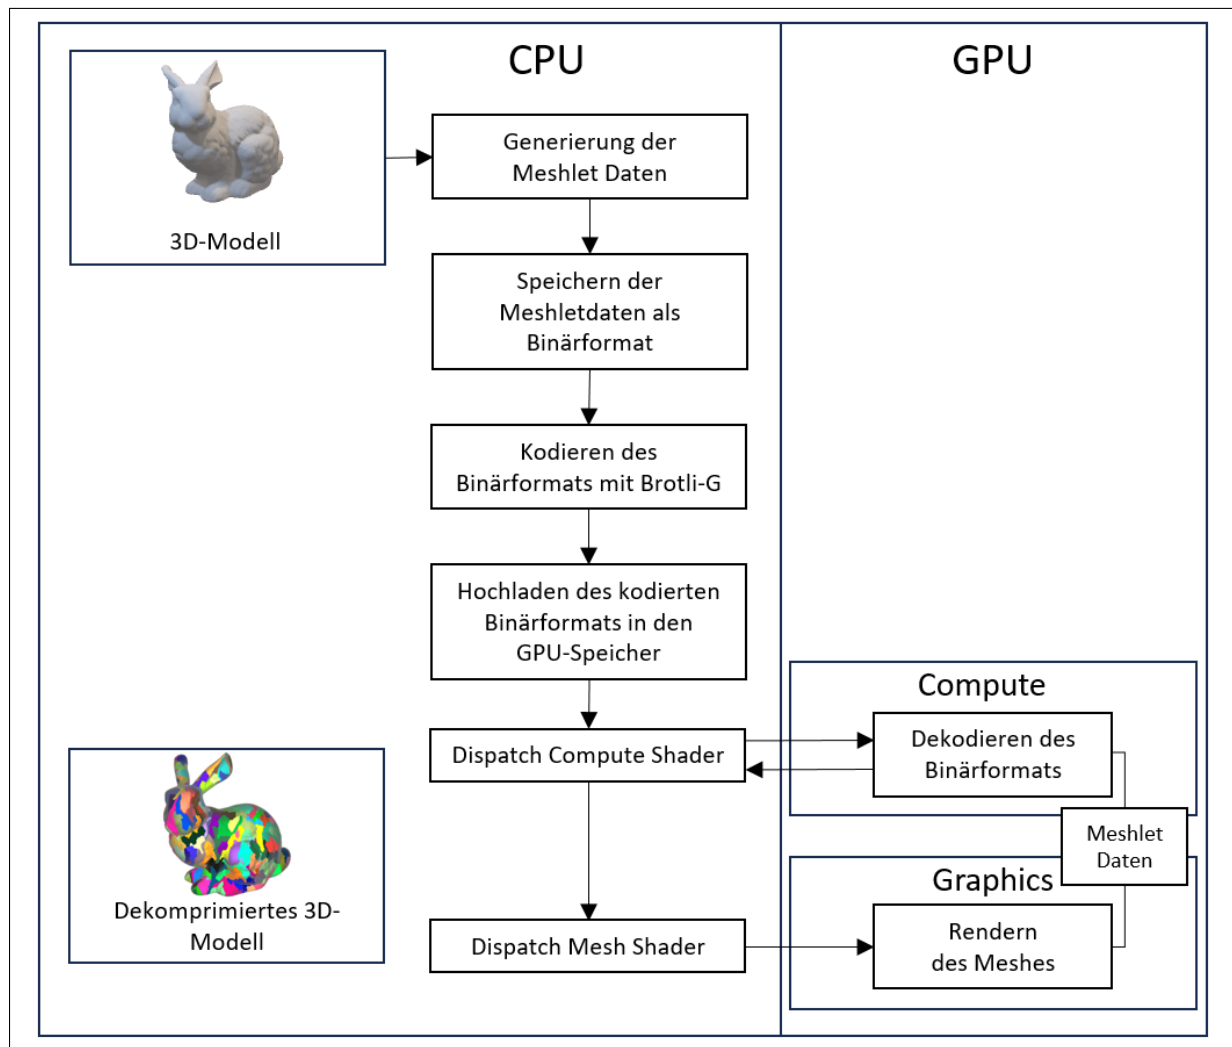 CPU
GPU
3D-Modell
Generierung der
Meshlet Daten
Speichern der
Meshletdaten als
Binärformat
Kodieren des
Binärformats mit Brotli-G
Hochladen des kodierten
Binärformats in den
GPU-Speicher
Dispatch Compute Shader
Compute
Dekodieren des
Binärformats
Meshlet
Daten
Dekomprimiertes 3D-
Modell
Dispatch Mesh Shader
Graphics
Rendern
des Meshes